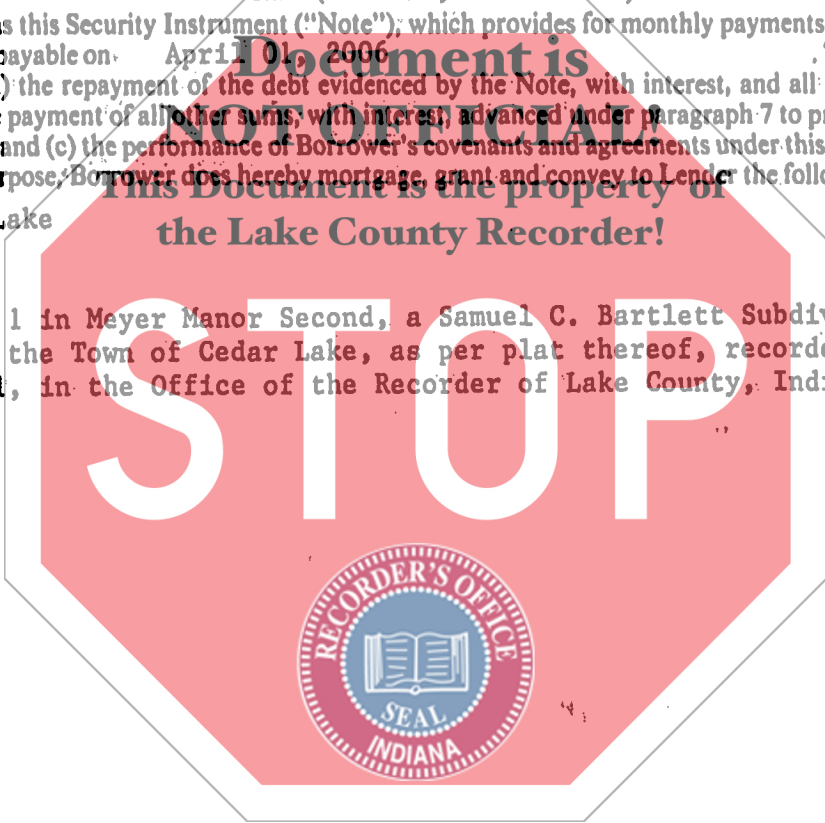 s this Security Instrument ("Note"), which provides for monthly payments
payable on April 01, 2006
Document is
) the repayment of the debt evidenced by the Note, with interest, and all
payment of all other sums, with interest, advanced under paragraph 7 to pr
NOT OFFICIAL!
and (c) the performance of Borrower's covenants and agreements under this
rpose, Borrower does hereby mortgage, grant and convey to Lender the follo
This Document is the property of
Lake
the Lake County Recorder!
1 in Meyer Manor Second, a Samuel C. Bartlett Subdiv
the Town of Cedar Lake, as per plat thereof, recorde
, in the Office of the Recorder of Lake County, Indi
STOP
RECORDER'S OFFICE
SEAL
INDIANA